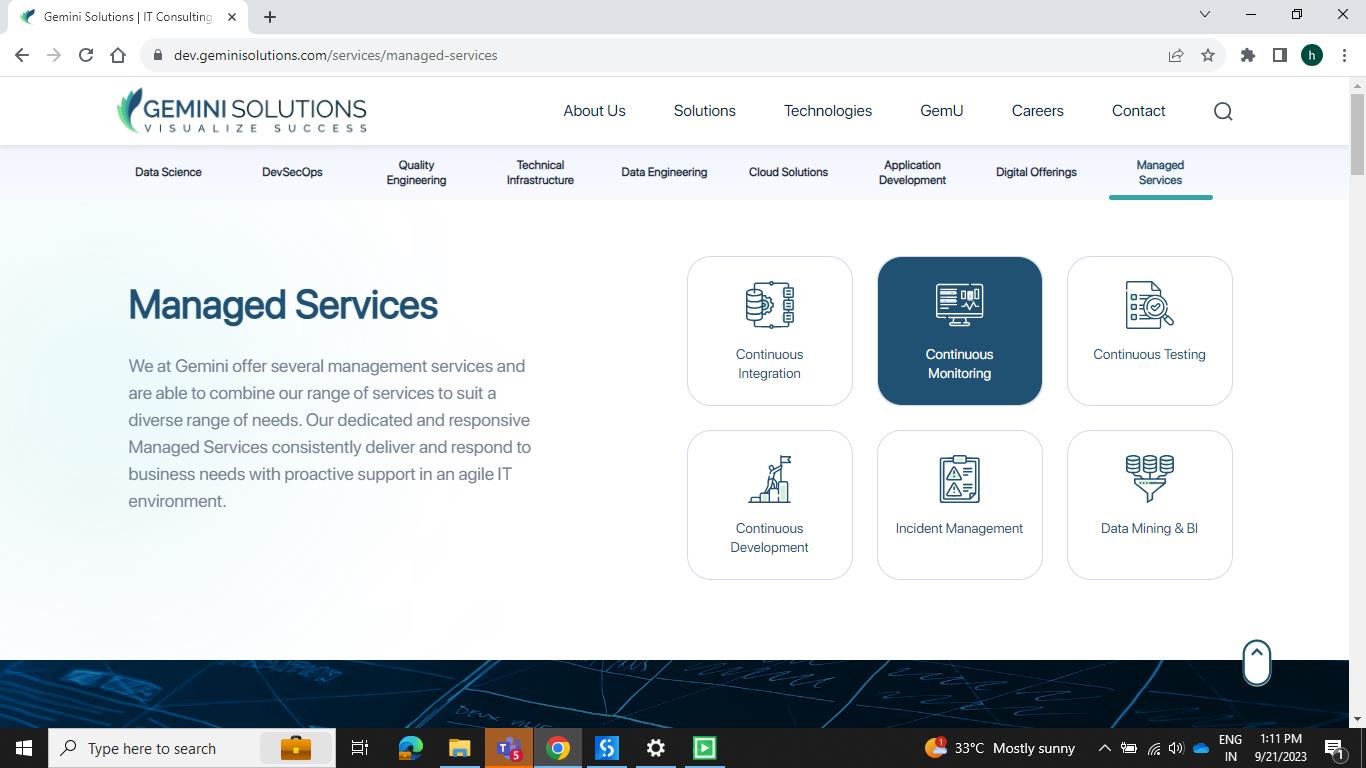 Gemini Solutions | IT Consulting
dev.geminisolutions.com/services/managed-services
h
GEMINI SOLUTIONS
VISUALIZE SUCCESS
About Us
Solutions
Technologies
GemU
Careers
Contact
Data Science
DevSecOps
Quality
Engineering
Technical
Infrastructure
Data Engineering
Cloud Solutions
Application
Development
Digital Offerings
Managed
Services
Managed Services
We at Gemini offer several management services and
are able to combine our range of services to suit a
diverse range of needs. Our dedicated and responsive
Managed Services consistently deliver and respond to
business needs with proactive support in an agile IT
environment.
Continuous
Integration
Continuous
Monitoring
Continuous Testing
Continuous
Development
Incident Management
Data Mining & BI
Type here to search
5
1
33°C Mostly sunny
ENG
IN
1:11 PM
9/21/2023
1